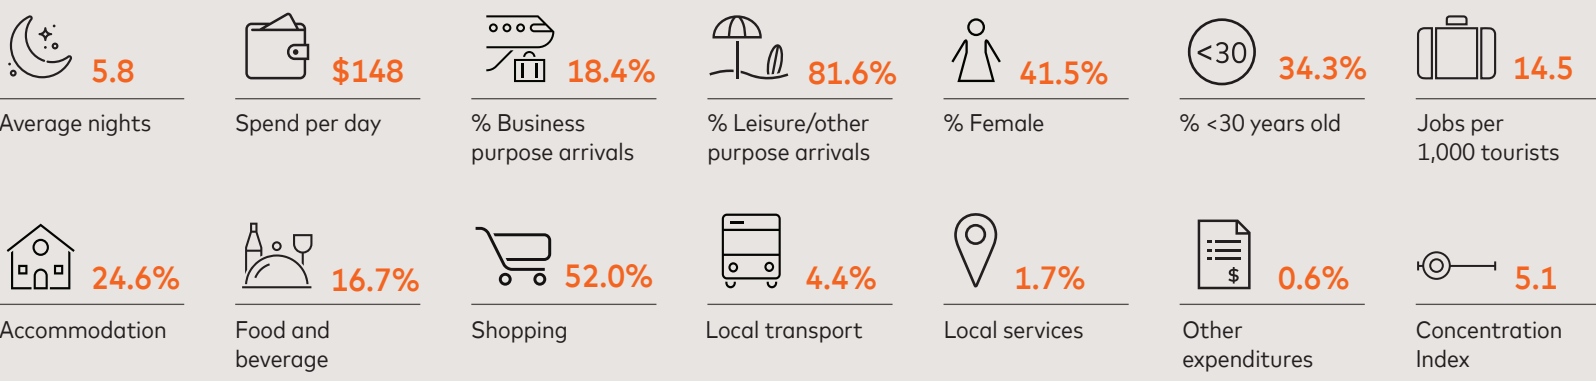 5.8
Average nights
$148
Spend per day
18.4%
% Business
purpose arrivals
81.6%
% Leisure/other
purpose arrivals
41.5%
% Female
<30
34.3%
% <30 years old
14.5
Jobs per
1,000 tourists
24.6%
Accommodation
16.7%
Food and
beverage
52.0%
Shopping
4.4%
Local transport
1.7%
Local services
$
0.6%
Other
expenditures
5.1
Concentration
Index